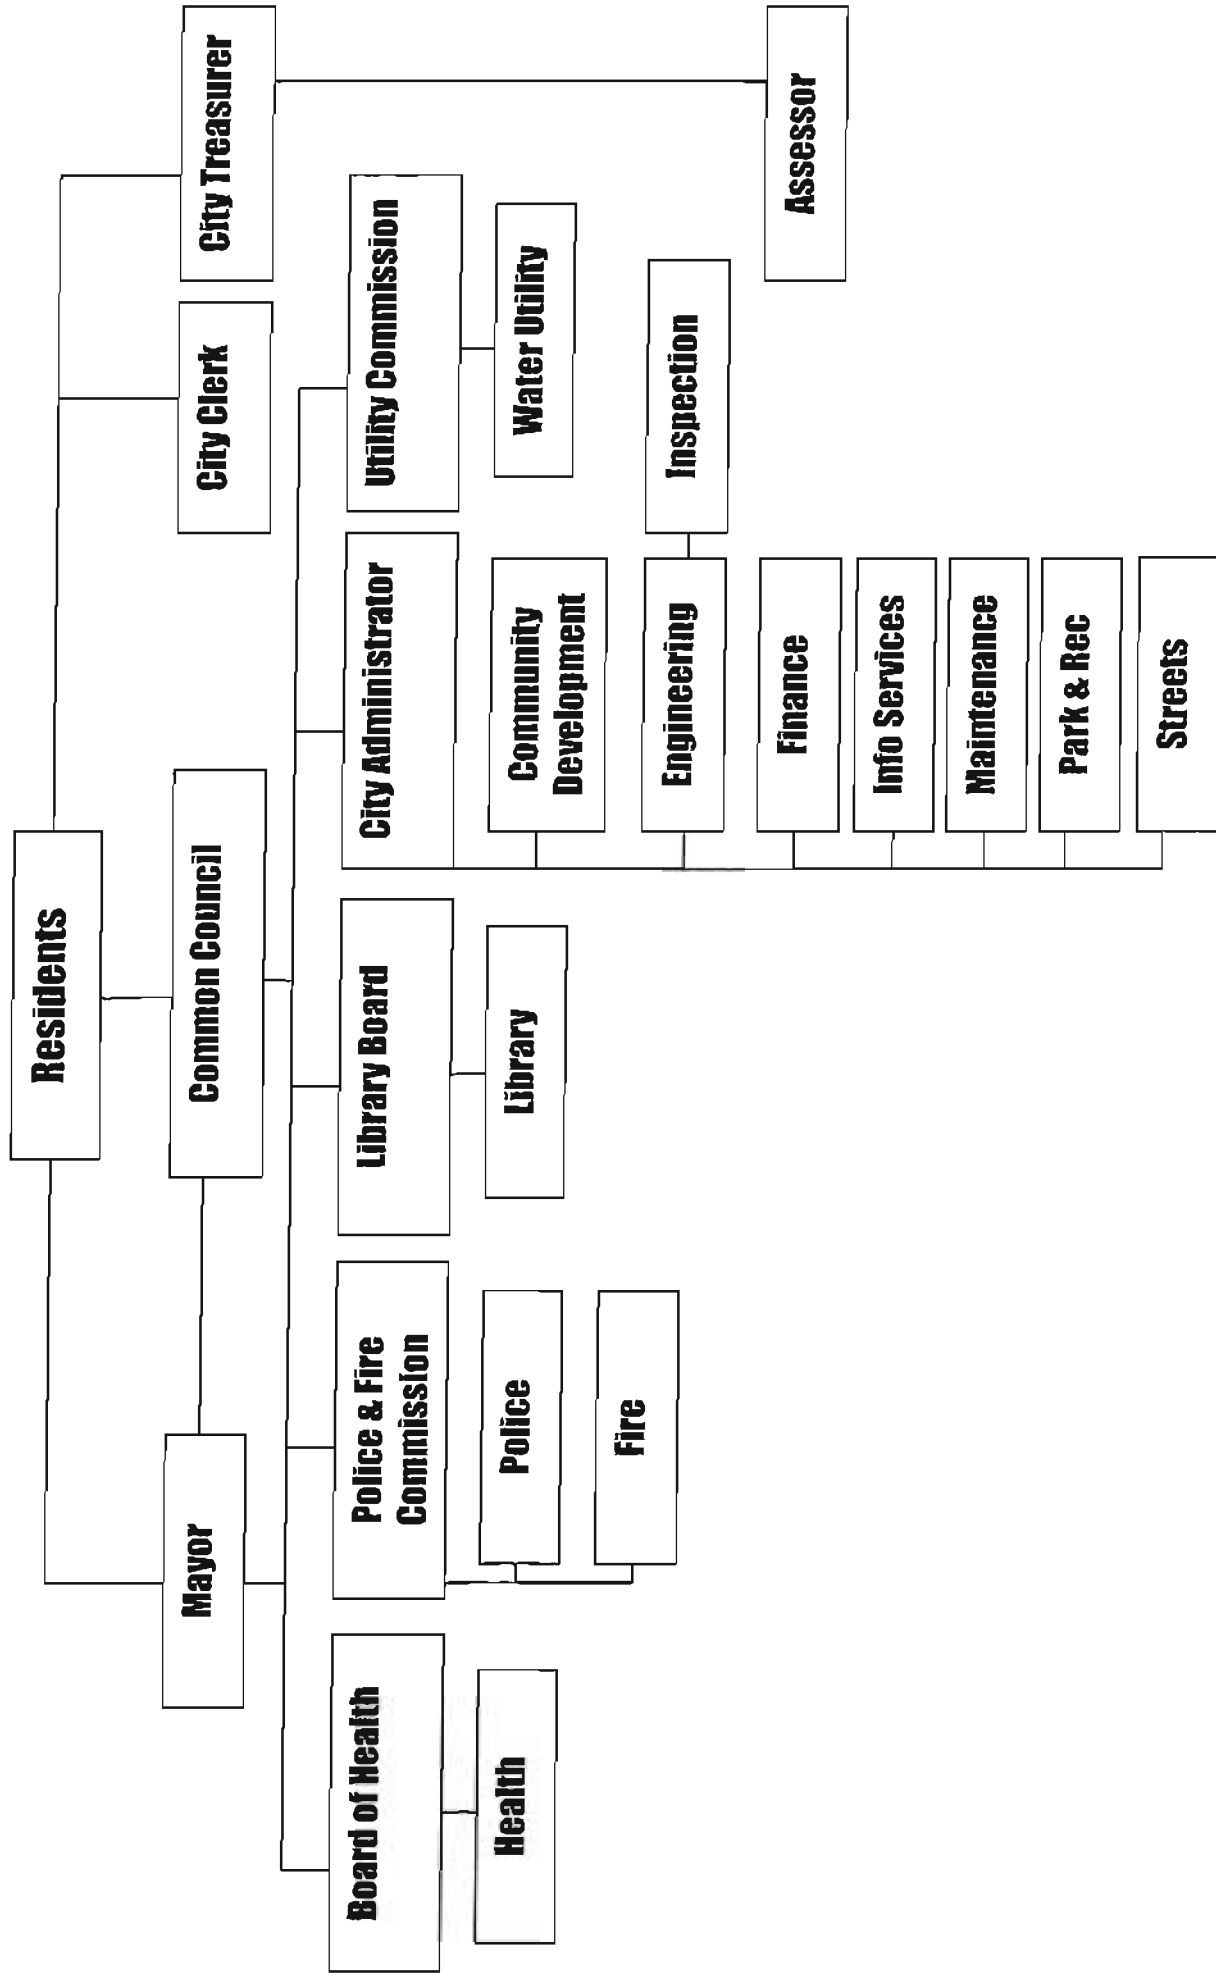 Residents
Mayor
Common Council
City Clerk
City Treasurer
Board of Health
Police & Fire
Commission
Library Board
City Administrator
Utility Commission
Health
Police
Fire
Library
Community
Development
Engineering
Inspection
Finance
Info Services
Maintenance
Park & Rec
Streets
Water Utility
Assessor